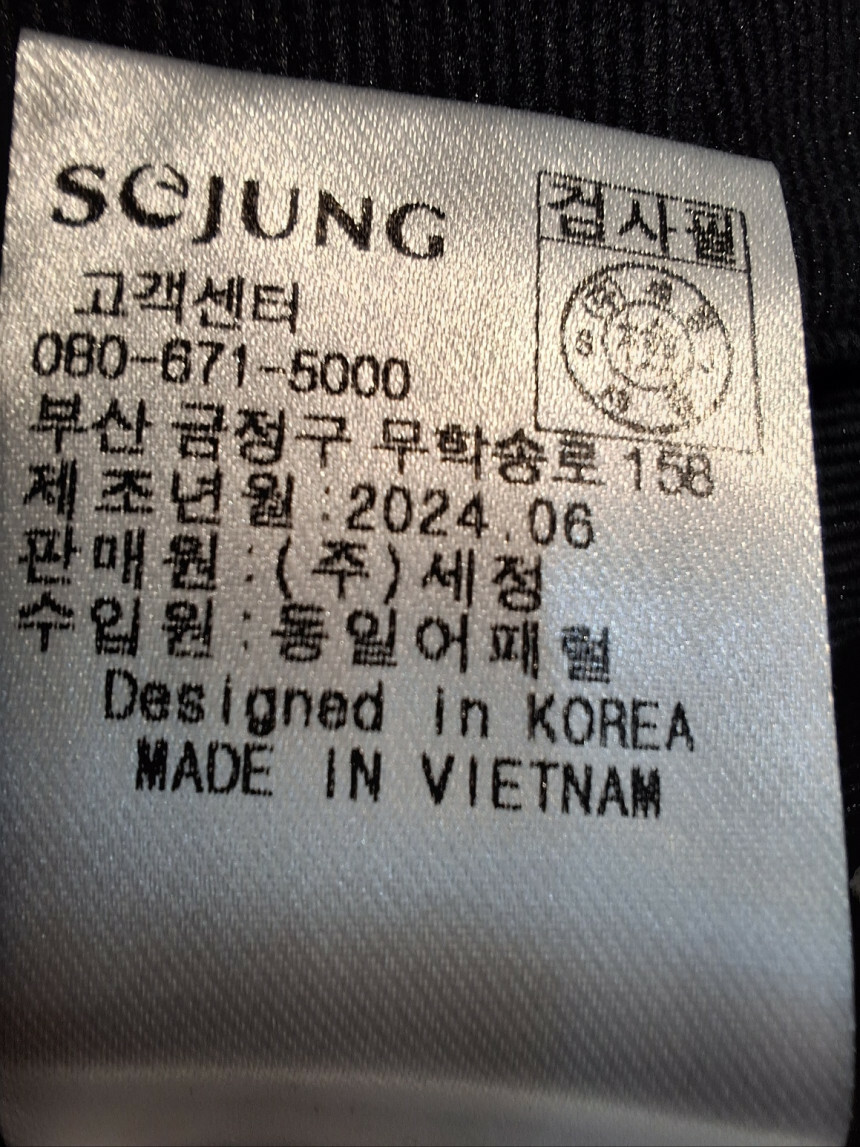 SEJUNG
검사필
고객센터
080-671-5000
부산 금정구 무학송로 158
제조년월 : 2024.06
판매원 : (주)세정
수입원 : 동일어패럴
Designed in KOREA
MADE IN VIETNAM